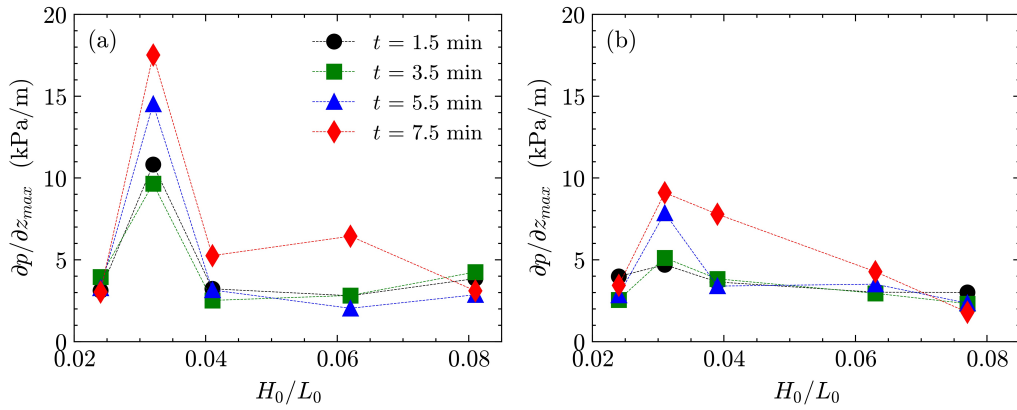 (a)
t = 1.5 min
t = 3.5 min
t = 5.5 min
t = 7.5 min
∂p/∂z_max (kPa/m)
20
15
10
5
0
0.02 0.04 0.06 0.08
H_0/L_0
(b)
∂p/∂z_max (kPa/m)
20
15
10
5
0
0.02 0.04 0.06 0.08
H_0/L_0